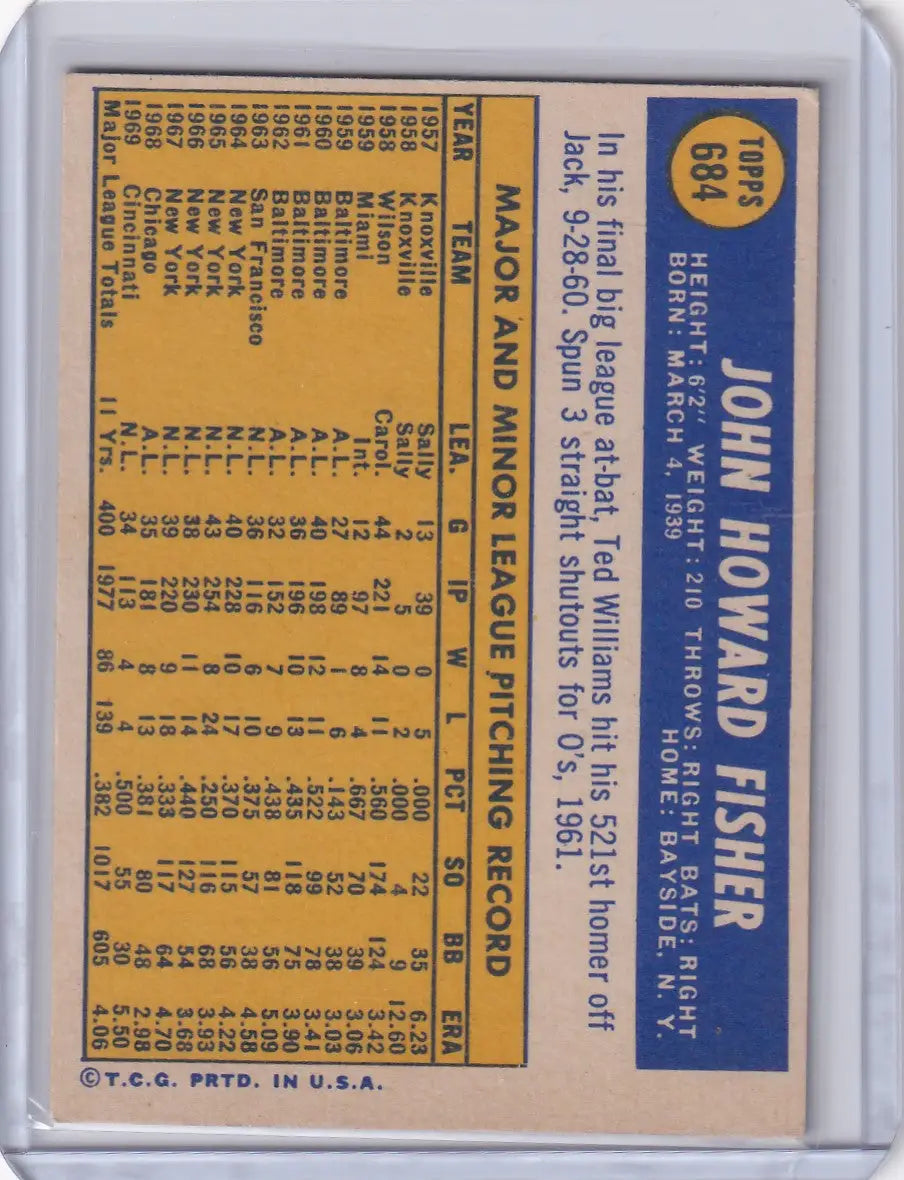 TOPPS
684
JOHN HOWARD FISHER
HEIGHT: 6'2" WEIGHT: 210 THROWS: RIGHT BATS: RIGHT
BORN: MARCH 4, 1939 HOME: BAYSIDE, N. Y.
In his final big league at-bat, Ted Williams hit his 521st homer off
Jack, 9-28-60. Spun 3 straight shutouts for O's, 1961.
MAJOR AND MINOR LEAGUE PITCHING RECORD
YEAR TEAM LEA. G IP W L PCT SO BB ERA
1957 Knoxville Sally 13 39 0 5 .000 22 35 6.23
1958 Knoxville Sally 2 5 0 2 .000 4 9 12.60
1958 Wilson Carol. 44 221 14 11 .560 174 124 3.42
1959 Miami Int. 12 97 8 4 .667 70 39 3.06
1959 Baltimore A.L. 27 89 1 6 .143 52 38 3.03
1960 Baltimore A.L. 40 198 12 11 .522 99 78 3.41
1961 Baltimore A.L. 36 196 10 13 .435 118 75 3.90
1962 Baltimore A.L. 32 152 7 9 .438 81 56 5.09
1963 San Francisco N.L. 36 116 6 10 .375 57 38 4.58
1964 New York N.L. 40 228 10 17 .370 115 56 4.22
1965 New York N.L. 43 254 8 24 .250 116 68 3.93
1966 New York N.L. 38 230 11 14 .440 127 54 3.68
1967 New York N.L. 39 220 9 18 .333 117 64 4.70
1968 Chicago A.L. 35 181 8 13 .381 80 48 2.98
1969 Cincinnati N.L. 34 113 4 4 .500 55 30 5.50
Major League Totals 11 Yrs. 400 1977 86 139 .382 1017 605 4.06
©T.C.G. PRTD. IN U.S.A.